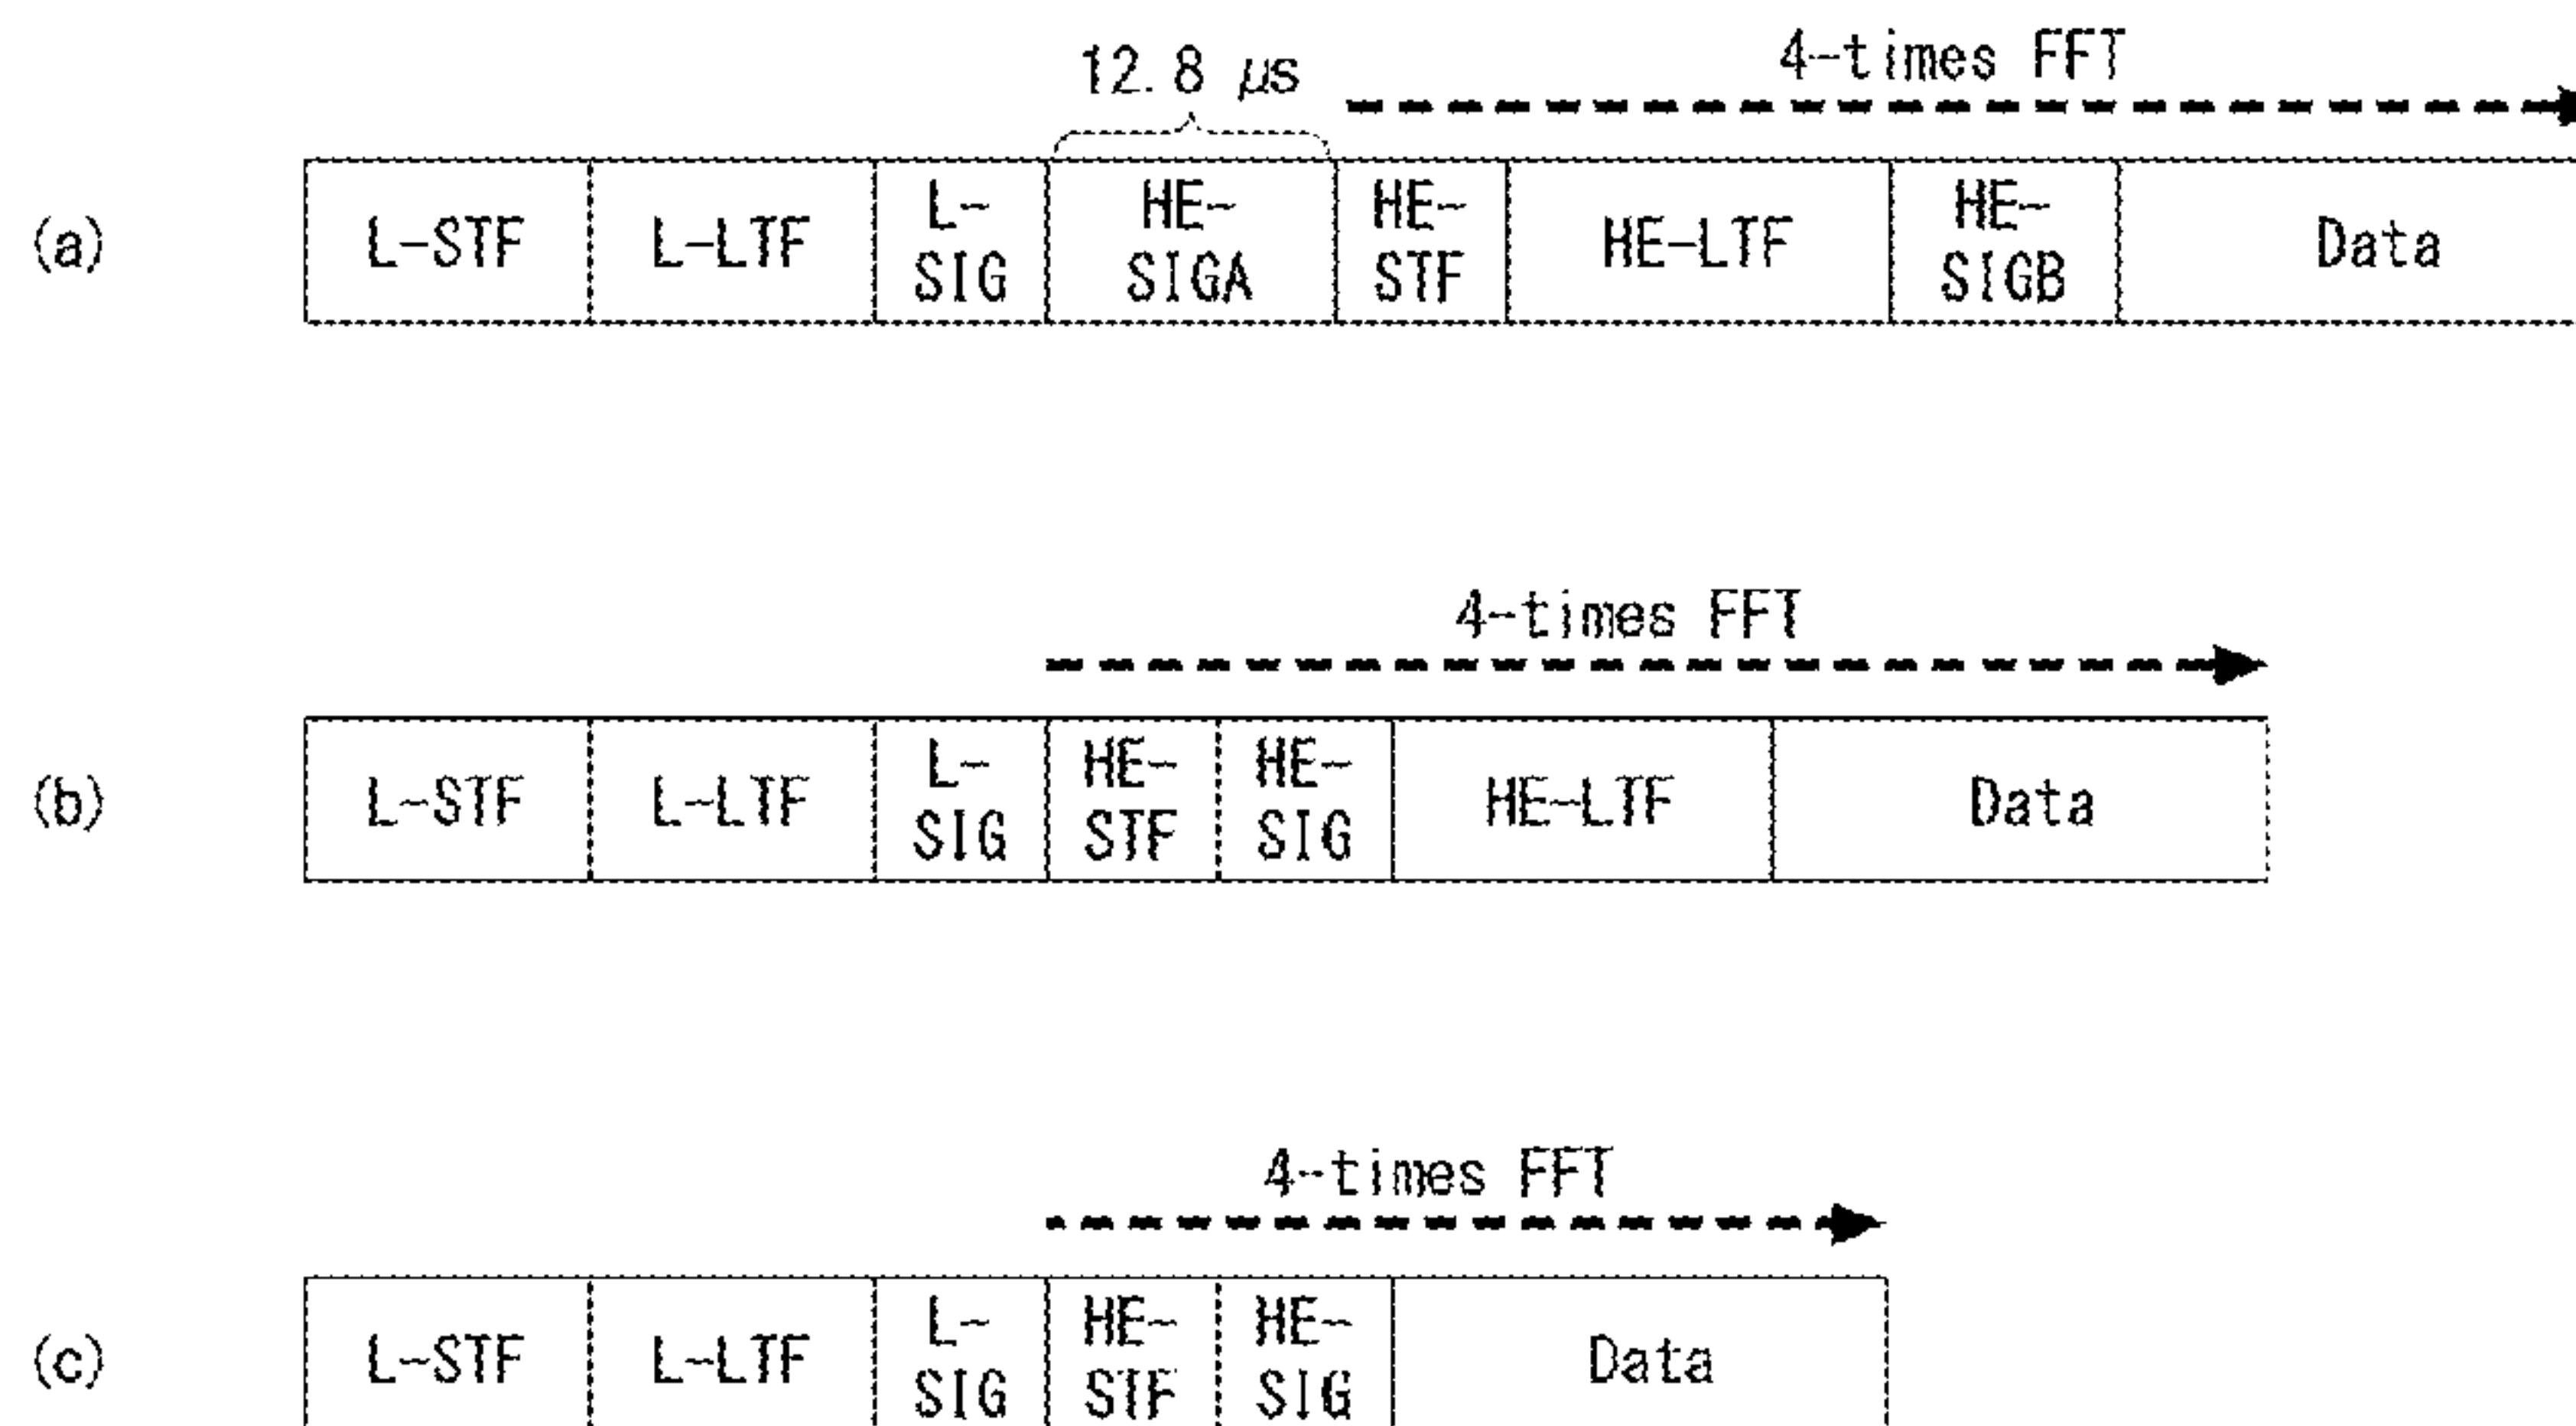 12.8 μs
4-times FFT
(a)
L-STF
L-LTF
L-
SIG
HE-
SIGA
HE-
STF
HE-LTF
HE-
SIGB
Data
4-times FFT
(b)
L-STF
L-LTF
L-
SIG
HE-
STF
HE-
SIG
HE-LTF
Data
4-times FFT
(c)
L-STF
L-LTF
L-
SIG
HE-
STF
HE-
SIG
Data